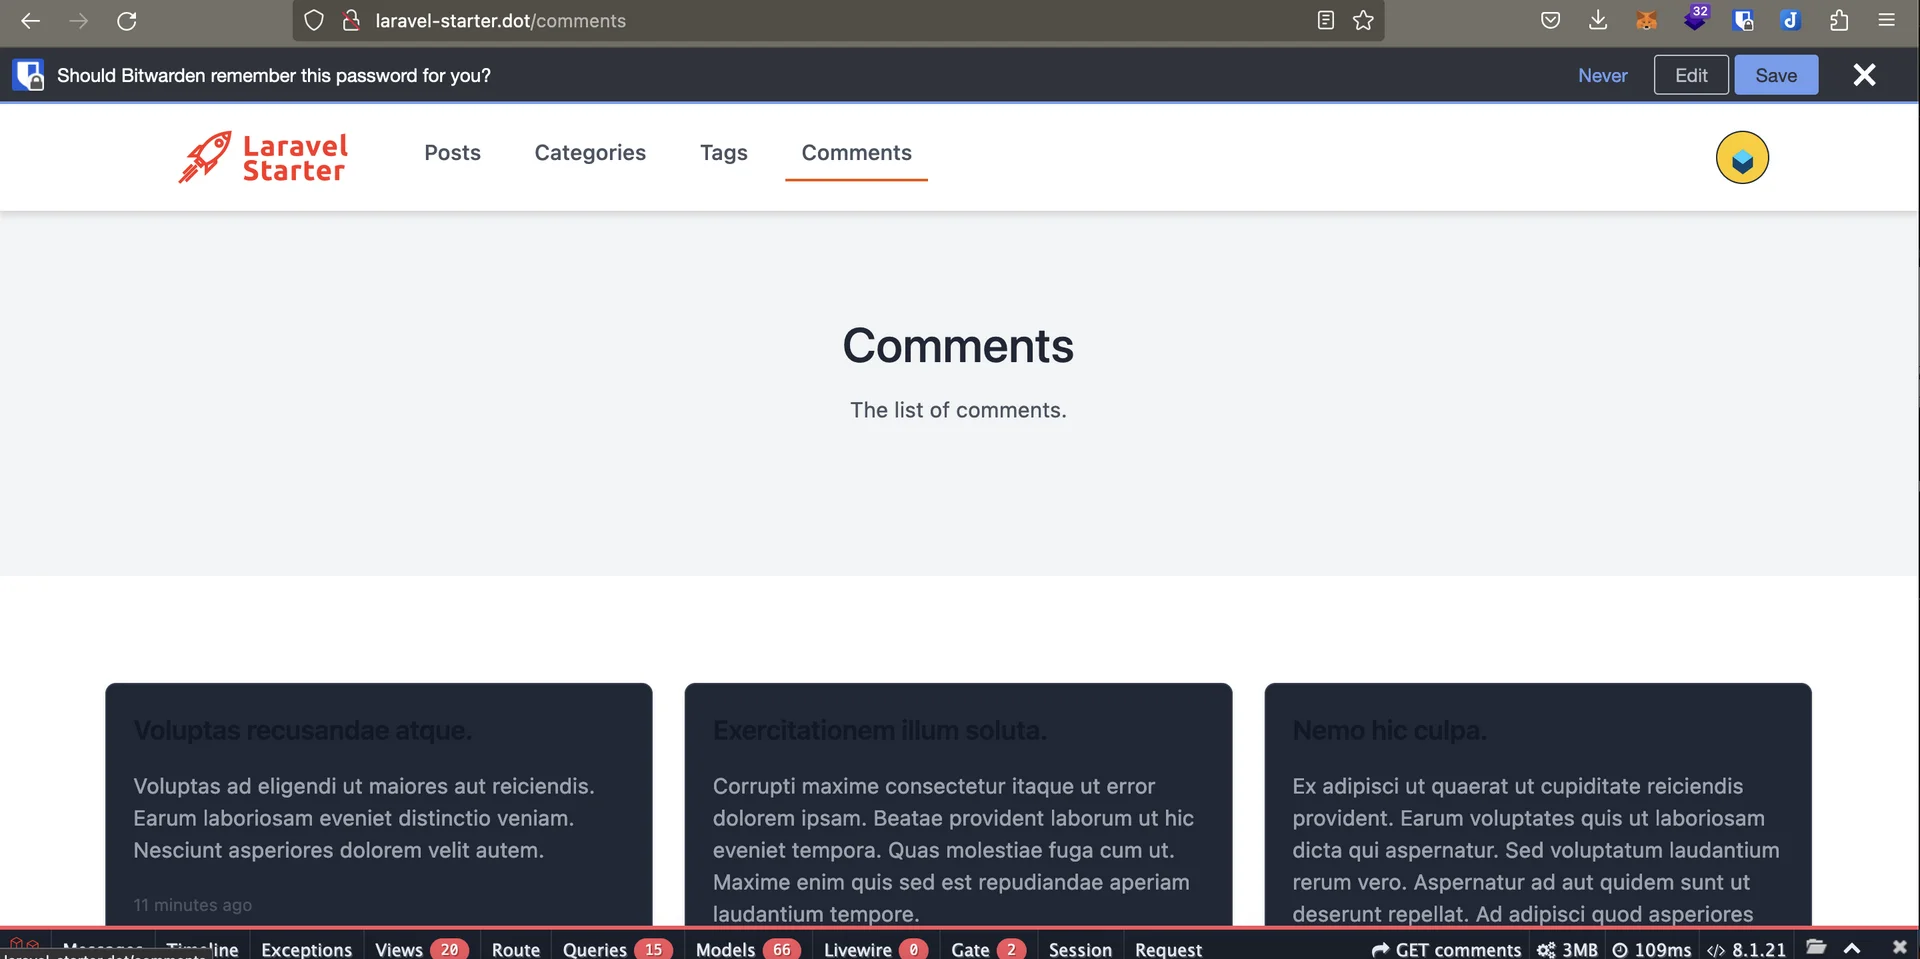 laravel-starter.dot/comments
32
Should Bitwarden remember this password for you?
Never
Edit
Save
Laravel
Starter
Posts
Categories
Tags
Comments
Comments
The list of comments.
Voluptas recusandae atque.
Voluptas ad eligendi ut maiores aut reiciendis.
Earum laboriosam eveniet distinctio veniam.
Nesciunt asperiores dolorem velit autem.
11 minutes ago
Exercitationem illum soluta.
Corrupti maxime consectetur itaque ut error
dolorem ipsam. Beatae provident laborum ut hic
eveniet tempora. Quas molestiae fuga cum ut.
Maxime enim quis sed est repudiandae aperiam
laudantium tempore.
Nemo hic culpa.
Ex adipisci ut quaerat ut cupiditate reiciendis
provident. Earum voluptates quis ut laboriosam
dicta qui aspernatur. Sed voluptatum laudantium
rerum vero. Aspernatur ad aut quidem sunt ut
deserunt repellat. Ad adipisci quod asperiores
Messages Timeline Exceptions Views 20 Route Queries 15 Models 66 Livewire 0 Gate 2 Session Request GET comments 3MB 109ms 8.1.21